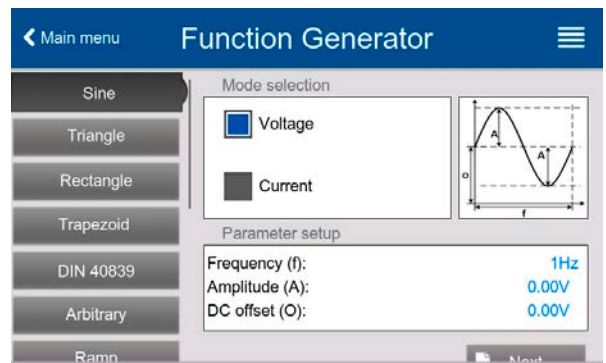 Main menu
Function Generator
Sine
Triangle
Rectangle
Trapezoid
DIN 40839
Arbitrary
Ramp
Mode selection
Voltage
Current
A
A
o
f
Parameter setup
Frequency (f): 1Hz
Amplitude (A): 0.00V
DC offset (O): 0.00V
Next